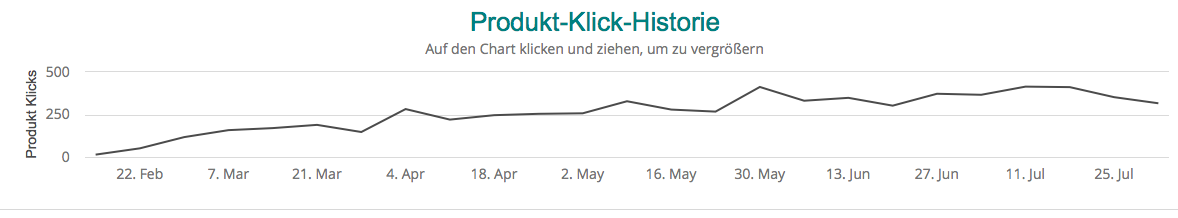 Produkt-Klick-Historie
Auf den Chart klicken und ziehen, um zu vergrößern
Produkt Klicks
500
250
0
22. Feb 7. Mar 21. Mar 4. Apr 18. Apr 2. May 16. May 30. May 13. Jun 27. Jun 11. Jul 25. Jul